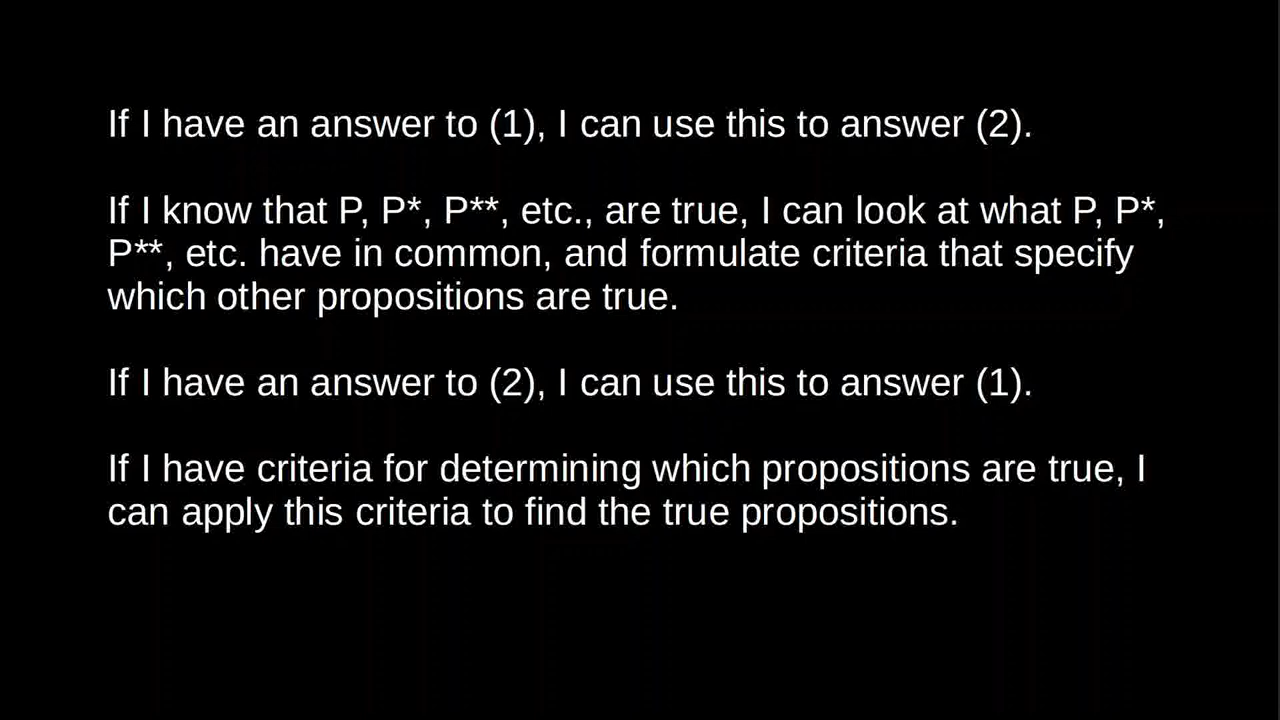 If I have an answer to (1), I can use this to answer (2).
If I know that P, P*, P**, etc., are true, I can look at what P, P*,
P**, etc. have in common, and formulate criteria that specify
which other propositions are true.
If I have an answer to (2), I can use this to answer (1).
If I have criteria for determining which propositions are true, I
can apply this criteria to find the true propositions.